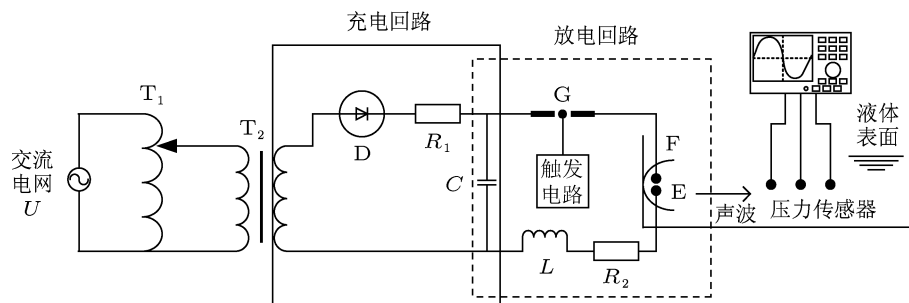 充电回路
放电回路
T₁
T₂
D
R₁
C
G
触发
电路
F
E
L
R₂
交流
电网
U
声波
压力传感器
液体
表面